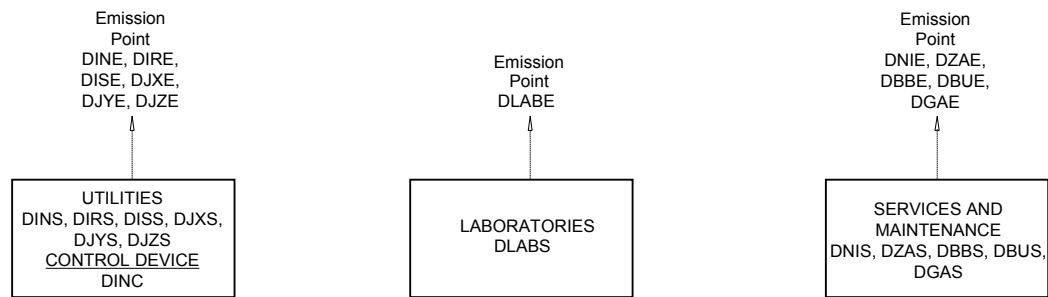 Emission
Point
DINE, DIRE,
DISE, DJXE,
DJYE, DJZE
UTILITIES
DINS, DIRS, DISS, DJXS,
DJYS, DJZS
CONTROL DEVICE
DINC
Emission
Point
DLABE
LABORATORIES
DLABS
Emission
Point
DNIE, DZAE,
DBBE, DBUE,
DGAE
SERVICES AND
MAINTENANCE
DNIS, DZAS, DBBS, DBUS,
DGAS